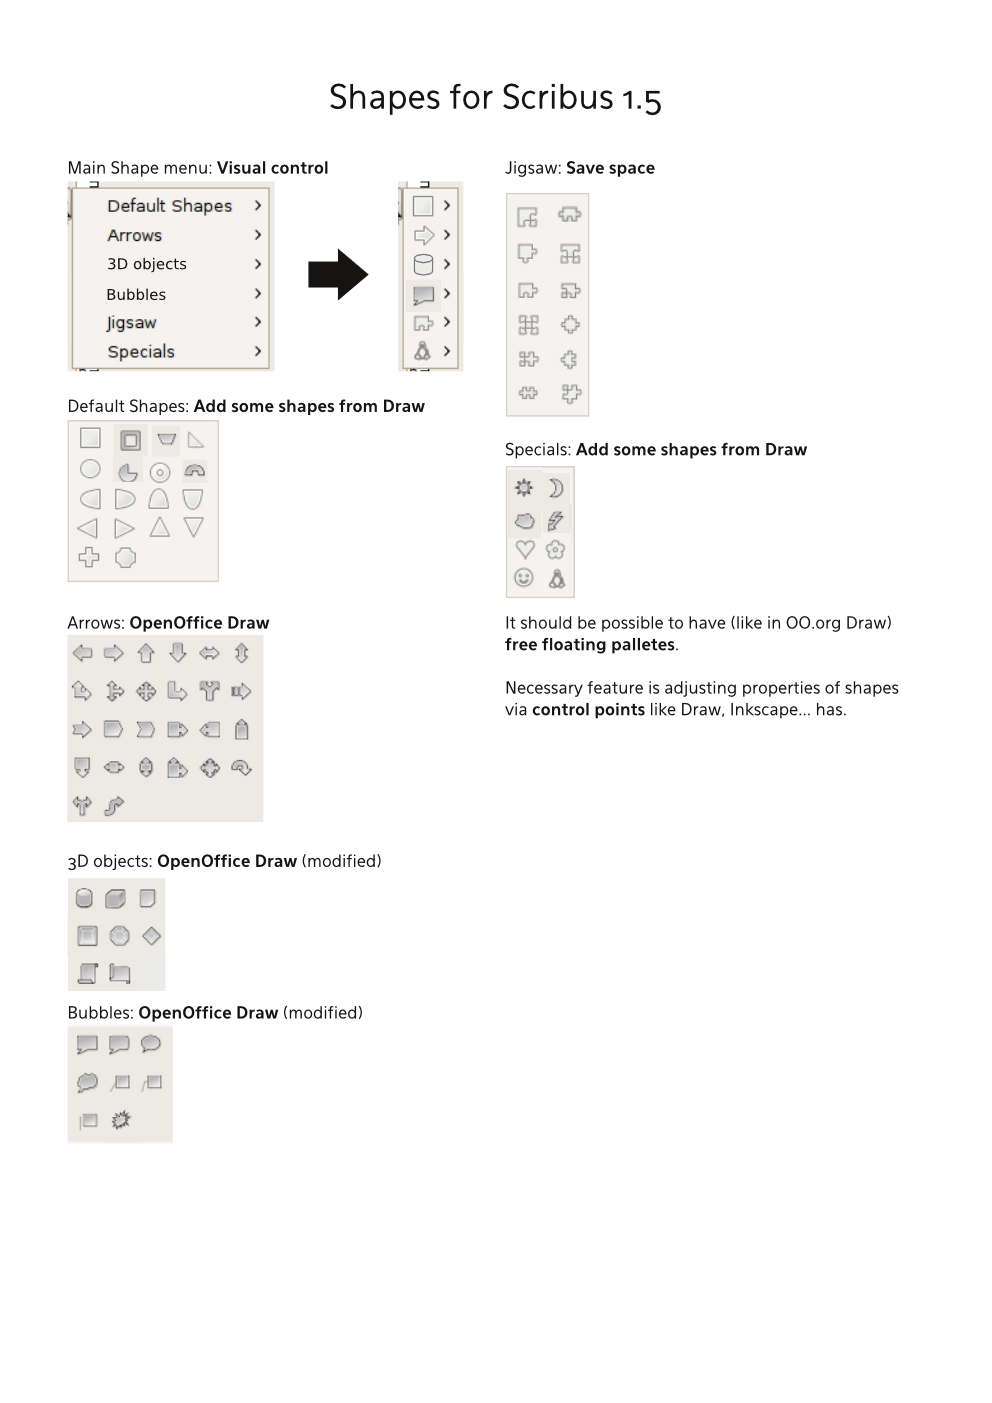 Shapes for Scribus 1.5
Main Shape menu: Visual control
Default Shapes
Arrows
3D objects
Bubbles
Jigsaw
Specials
Default Shapes: Add some shapes from Draw
Arrows: OpenOffice Draw
3D objects: OpenOffice Draw (modified)
Bubbles: OpenOffice Draw (modified)
Jigsaw: Save space
Specials: Add some shapes from Draw
It should be possible to have (like in OO.org Draw)
free floating palletes.
Necessary feature is adjusting properties of shapes
via control points like Draw, Inkscape... has.